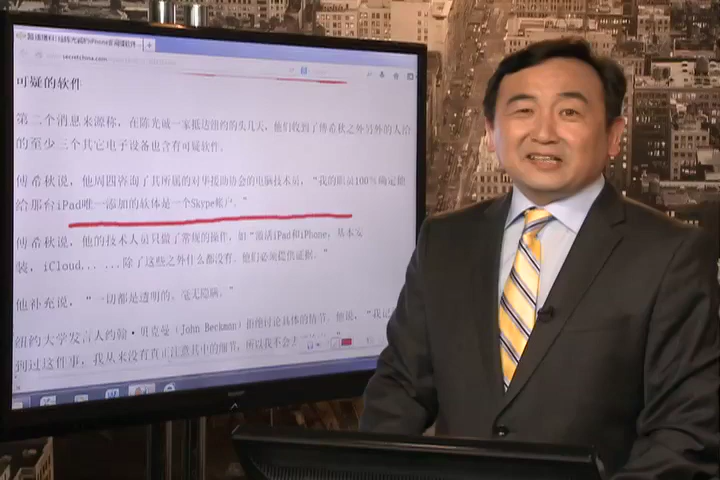 secretchina.com
可疑的软件
第二个消息来源称，在陈光诚一家抵达纽约的头几天，他们收到了傅希秋之外另外的人给
的至少三个其它电子设备也含有可疑软件。
傅希秋说，他周四咨询了其所属的对华援助协会的电脑技术员，“我的职员100％确定他
给那台iPad唯一添加的软体是一个Skype帐户。”
傅希秋说，他的技术人员只做了常规的操作，如“激活iPad和iPhone，基本安
装，iCloud......除了这些之外什么都没有。他们必须提供证据。”
他补充说，“一切都是透明的。毫无隐瞒。”
纽约大学发言人约翰·贝克曼（John Beckman）拒绝讨论具体的情节。他说，“我记
到过这件事，我从来没有真正注意其中的细节，所以我不会